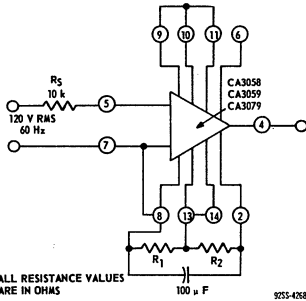 9 10 11 6
CA3058
CA3059
CA3079
RS
10 k
5
4
120 V RMS
60 Hz
7
8 13 14 2
R1 R2
100 μ F
ALL RESISTANCE VALUES
ARE IN OHMS
92SS-4268